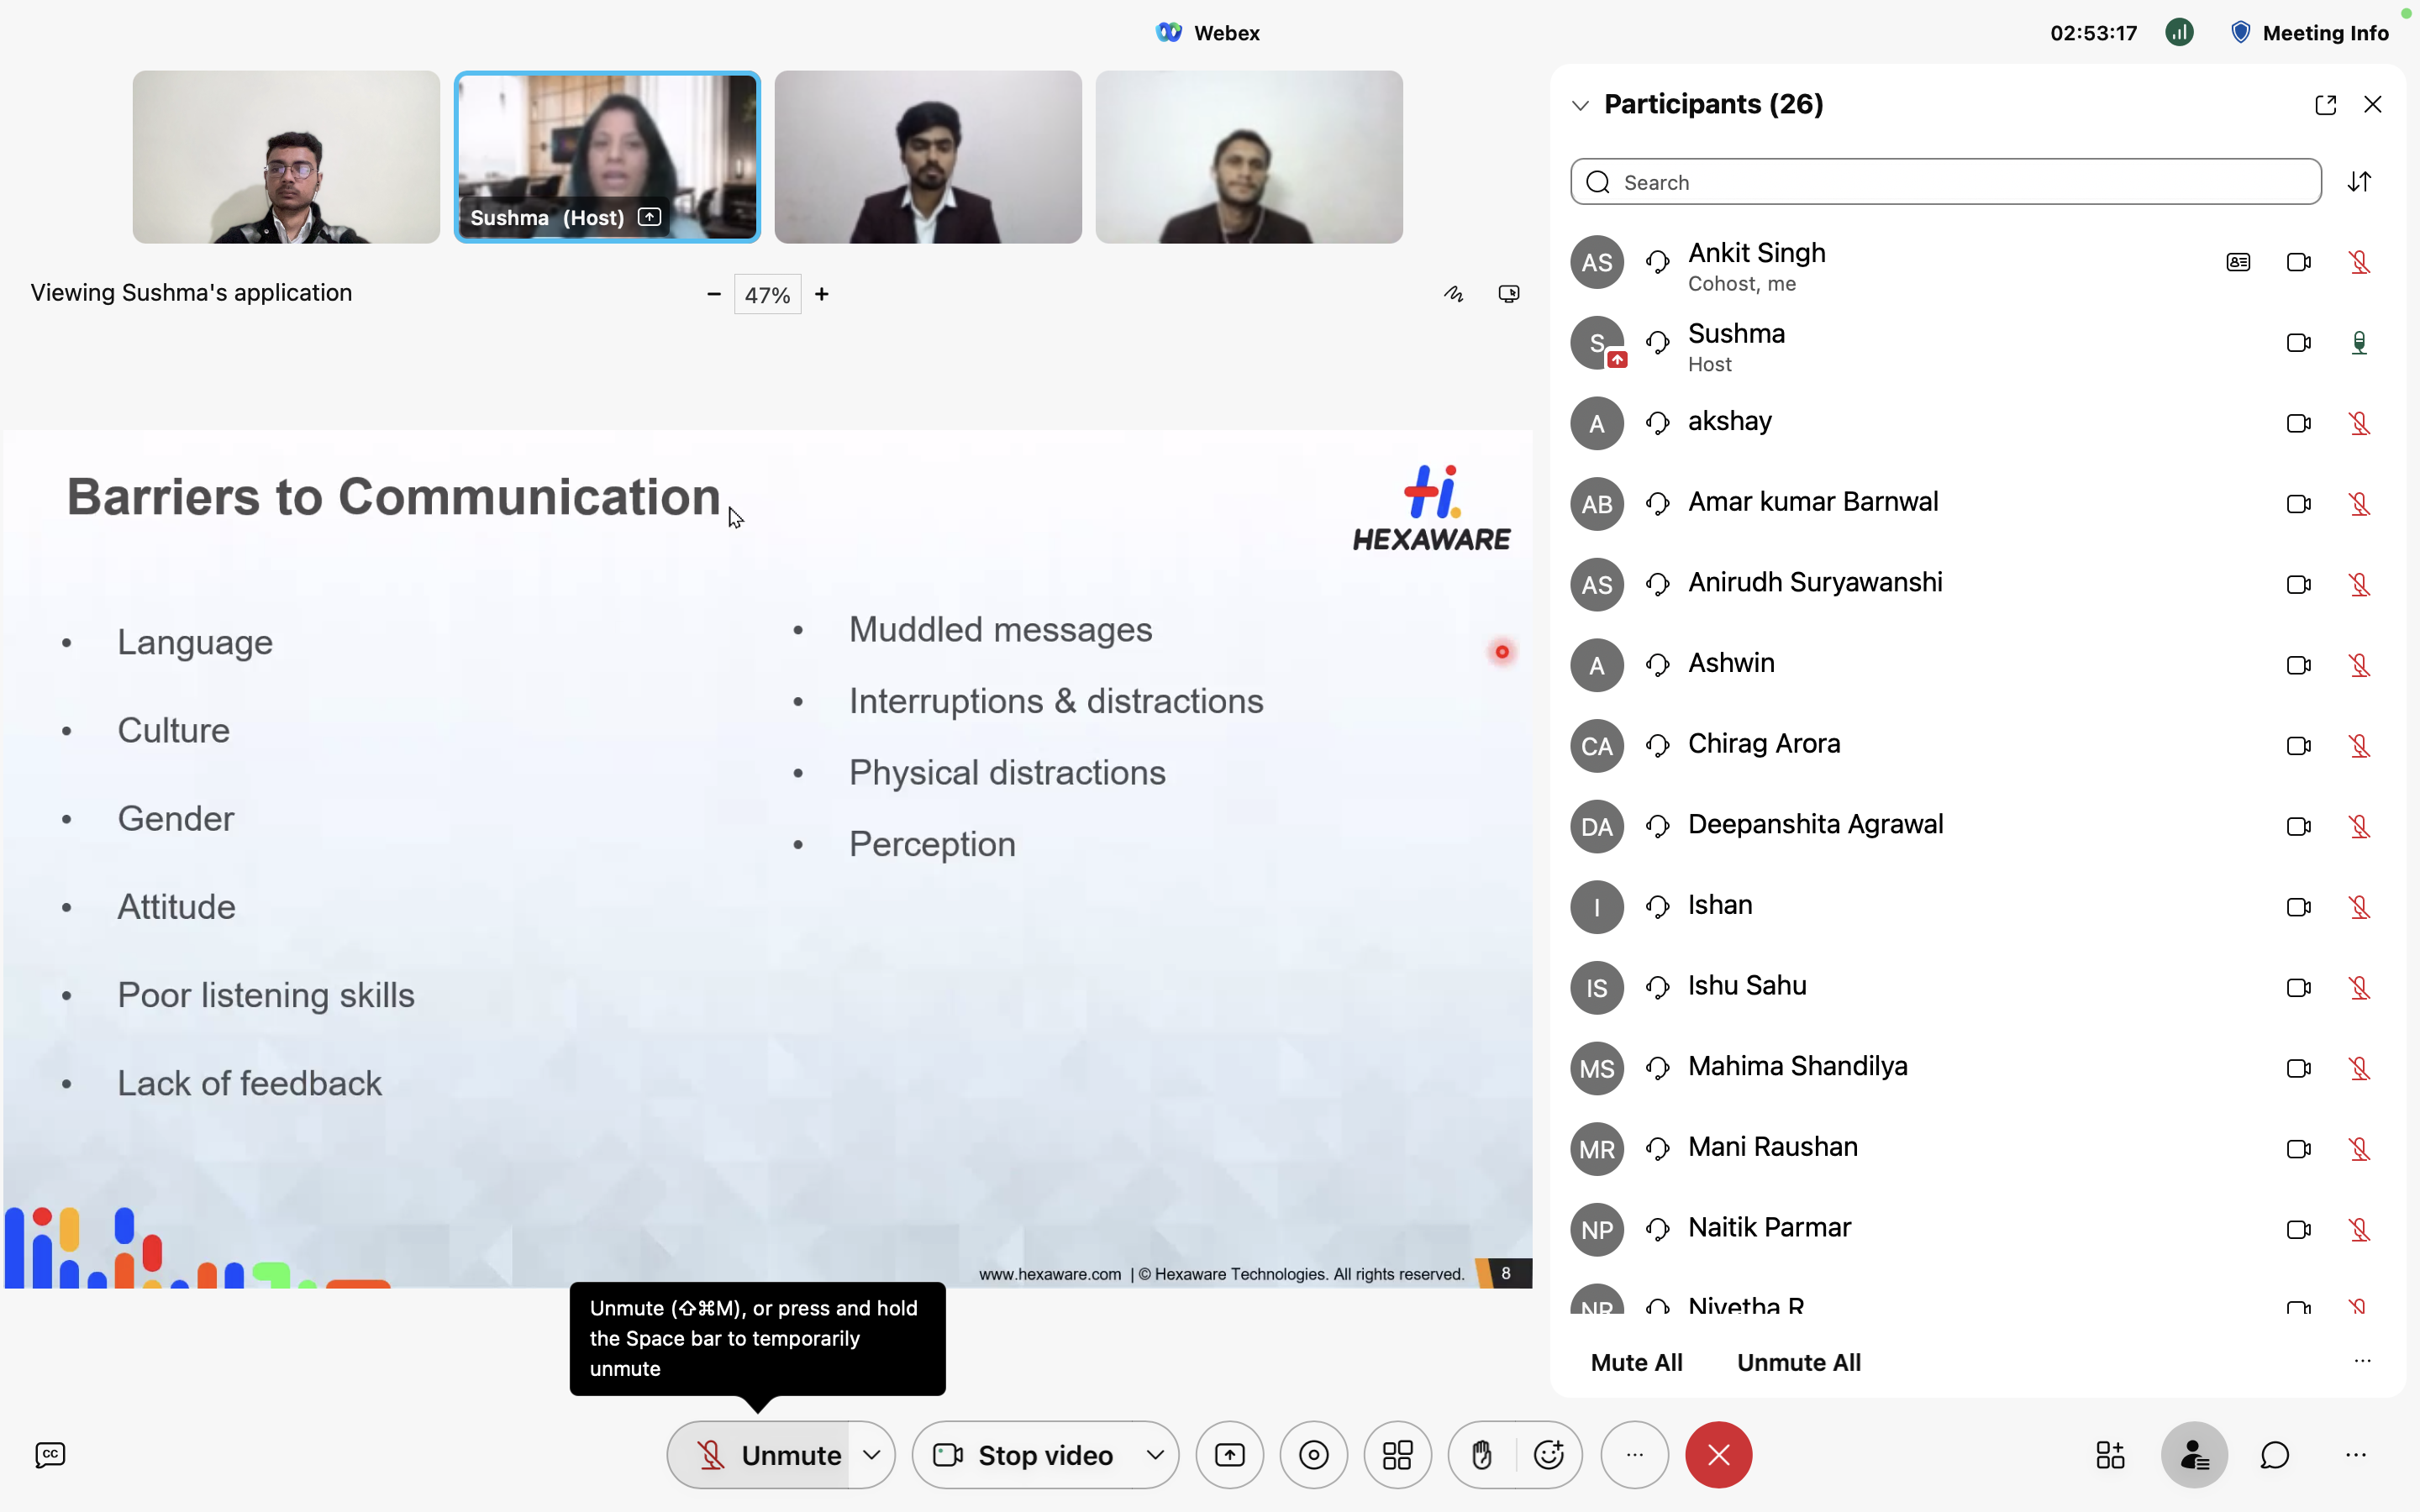 Webex
02:53:17
Meeting Info
Sushma (Host)
Viewing Sushma's application
47%
Barriers to Communication
HEXAWARE
Language
Culture
Gender
Attitude
Poor listening skills
Lack of feedback
Muddled messages
Interruptions & distractions
Physical distractions
Perception
www.hexaware.com | © Hexaware Technologies. All rights reserved.
8
Participants (26)
Search
AS
Ankit Singh
Cohost, me
S
Sushma
Host
A
akshay
AB
Amar kumar Barnwal
AS
Anirudh Suryawanshi
A
Ashwin
CA
Chirag Arora
DA
Deepanshita Agrawal
I
Ishan
IS
Ishu Sahu
MS
Mahima Shandilya
MR
Mani Raushan
NP
Naitik Parmar
NR
Nivetha R
Mute All
Unmute All
Unmute (⇧⌘M), or press and hold
the Space bar to temporarily
unmute
CC
Unmute
Stop video